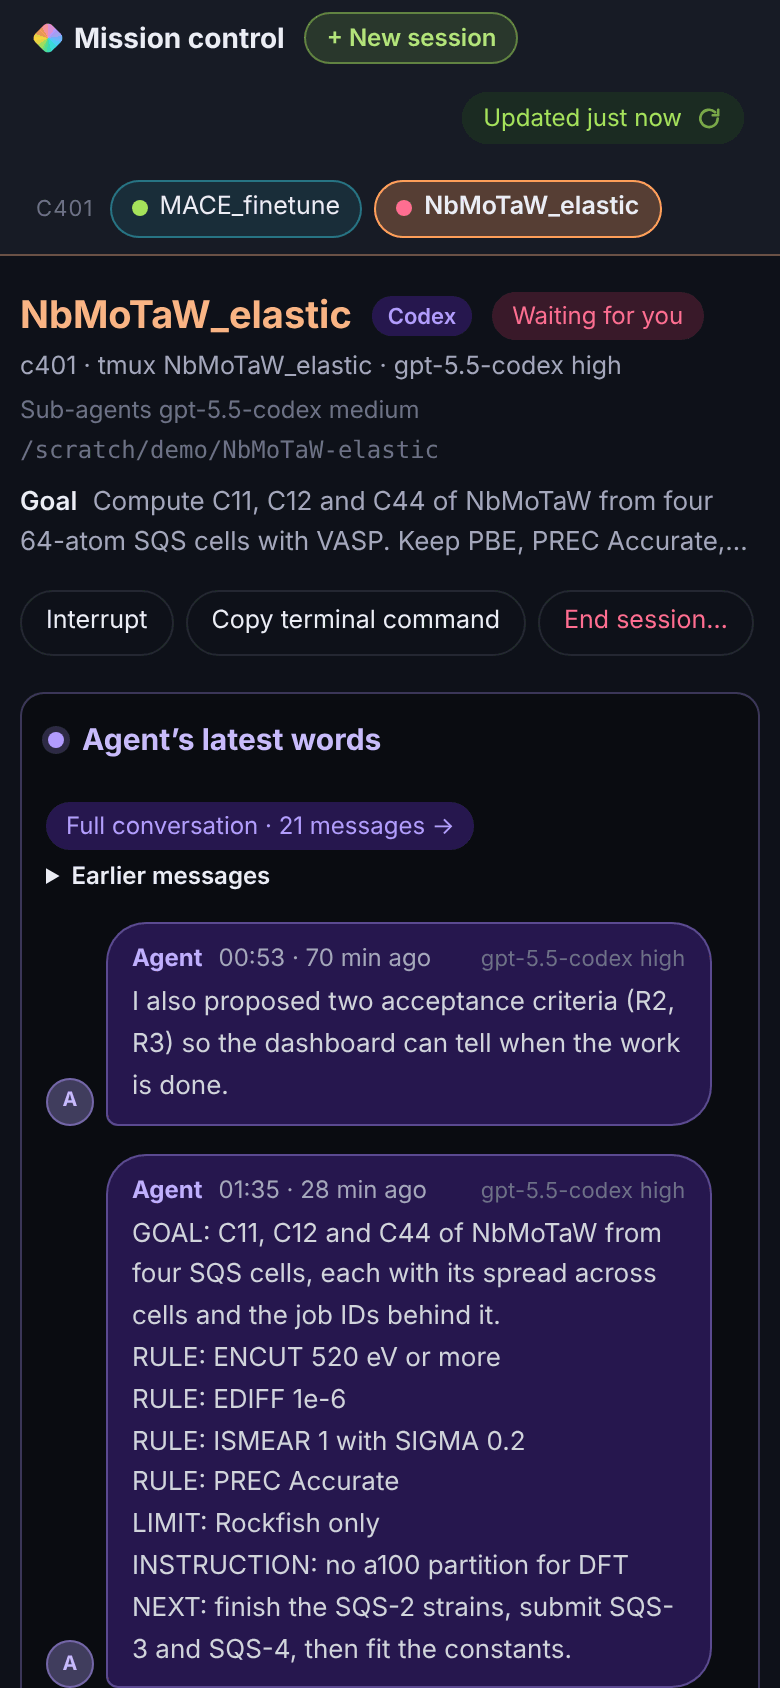 Mission control
+ New session
Updated just now
C401
MACE_finetune
NbMoTaW_elastic
NbMoTaW_elastic
Codex
Waiting for you
c401 · tmux NbMoTaW_elastic · gpt-5.5-codex high
Sub-agents gpt-5.5-codex medium
/scratch/demo/NbMoTaW-elastic
Goal Compute C11, C12 and C44 of NbMoTaW from four
64-atom SQS cells with VASP. Keep PBE, PREC Accurate,…
Interrupt
Copy terminal command
End session…
Agent’s latest words
Full conversation · 21 messages →
Earlier messages
Agent 00:53 · 70 min ago gpt-5.5-codex high
I also proposed two acceptance criteria (R2,
R3) so the dashboard can tell when the work
is done.
A
Agent 01:35 · 28 min ago gpt-5.5-codex high
GOAL: C11, C12 and C44 of NbMoTaW from
four SQS cells, each with its spread across
cells and the job IDs behind it.
RULE: ENCUT 520 eV or more
RULE: EDIFF 1e-6
RULE: ISMEAR 1 with SIGMA 0.2
RULE: PREC Accurate
LIMIT: Rockfish only
INSTRUCTION: no a100 partition for DFT
NEXT: finish the SQS-2 strains, submit SQS-
3 and SQS-4, then fit the constants.
A